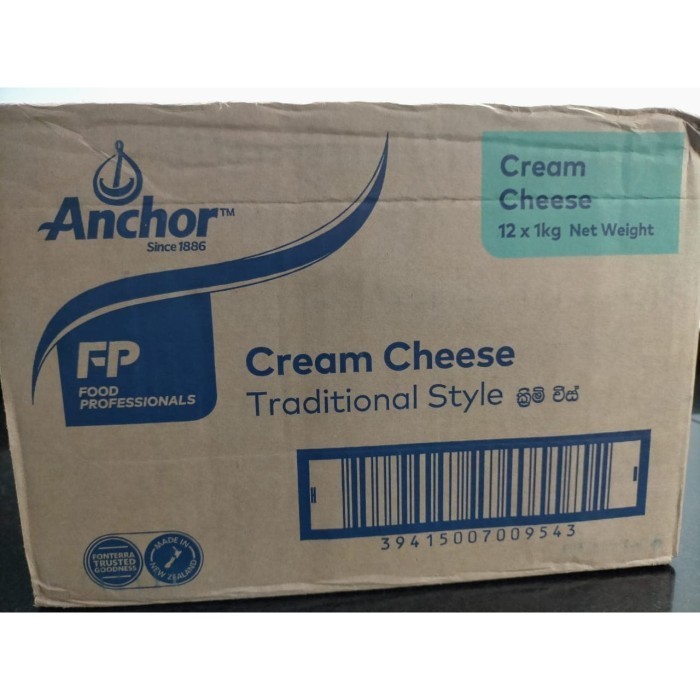 Anchor™
Since 1886
Cream
Cheese
12 x 1kg Net Weight
FP
FOOD
PROFESSIONALS
Cream Cheese
Traditional Style ක්‍රීම් චීස්
39415007009543
FONTERRA
TRUSTED
GOODNESS
MADE IN
NEW ZEALAND